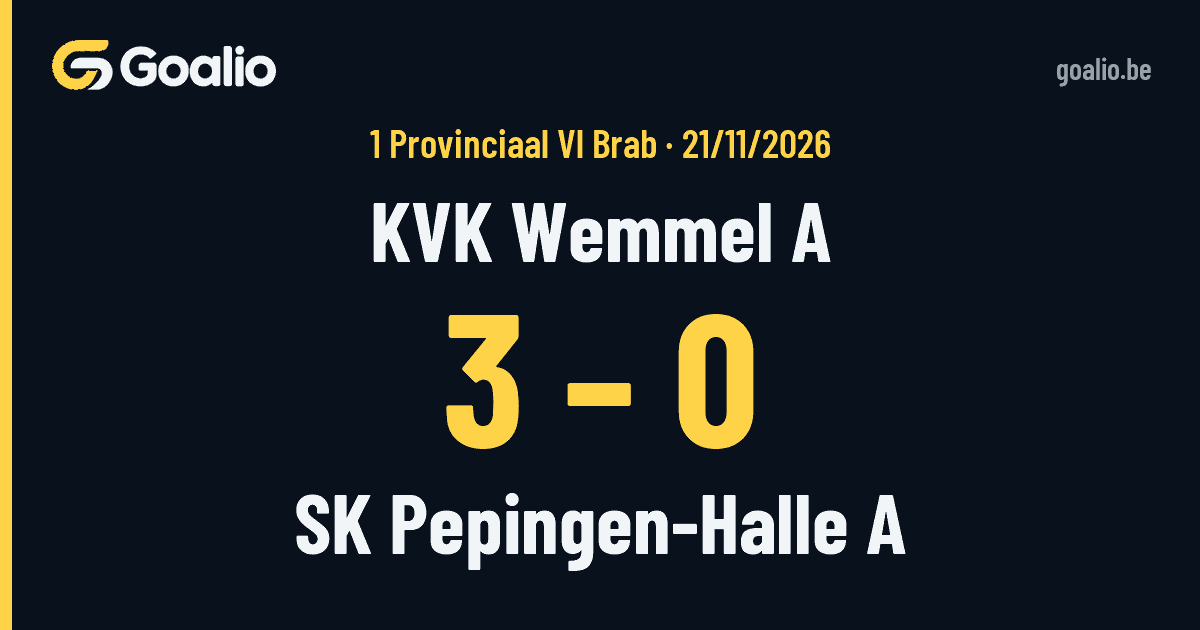 Goalio
goalio.be
1 Provinciaal Vl Brab · 21/11/2026
KVK Wemmel A
3 – 0
SK Pepingen-Halle A